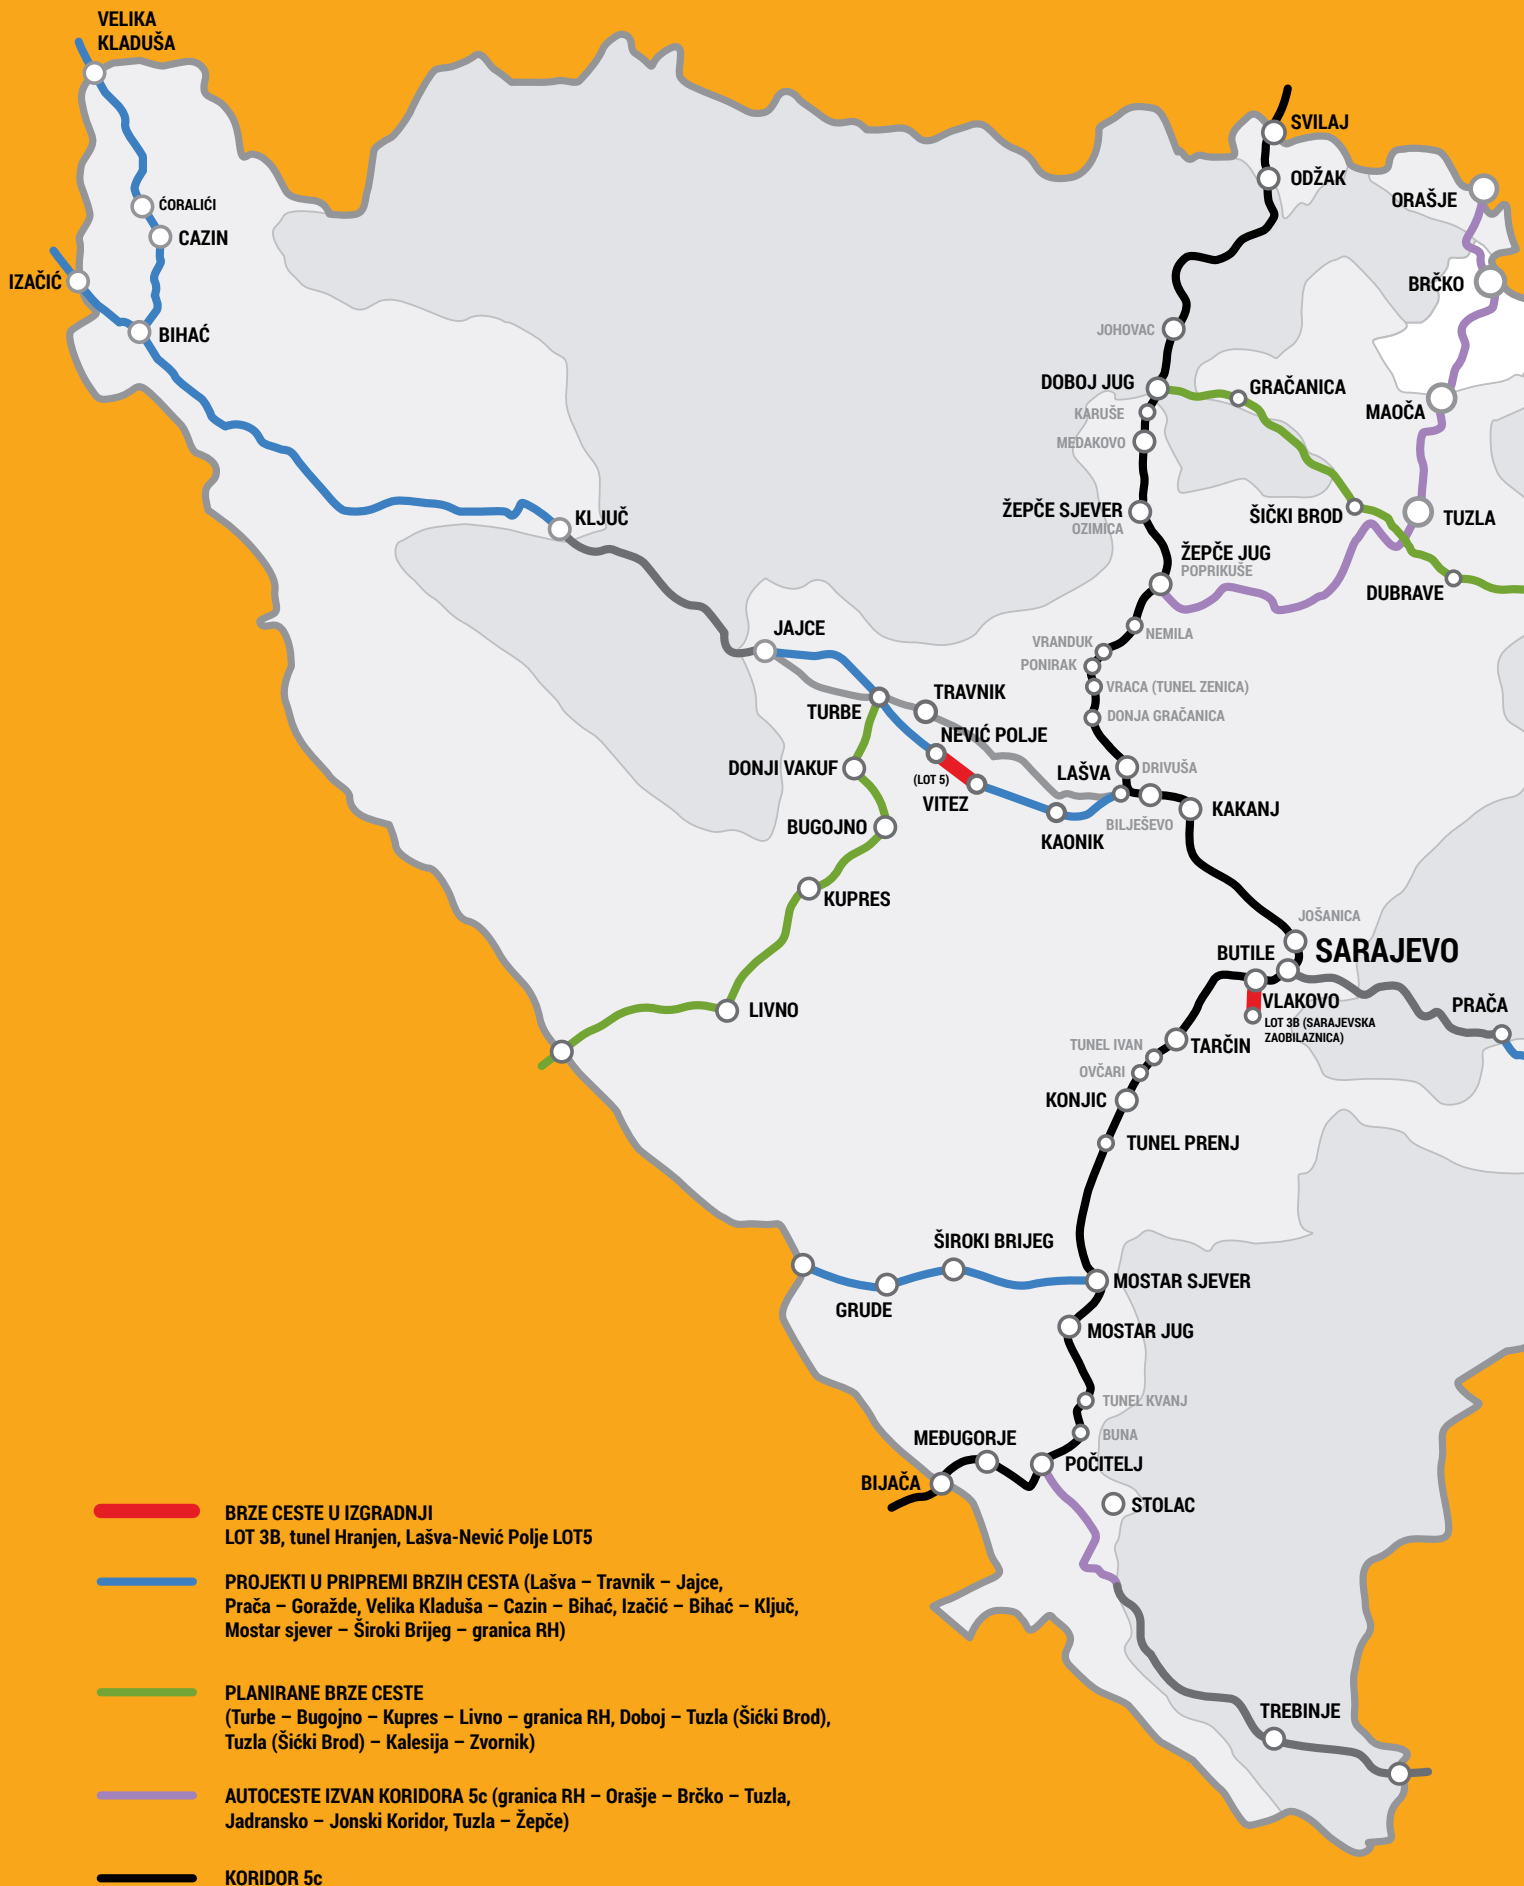 VELIKA
KLADUŠA
SVILAJ
ODŽAK
ORAŠJE
ĆORALIĆI
CAZIN
IZAČIĆ
BRČKO
BIHAĆ
JOHOVAC
DOBOJ JUG
GRAČANICA
KARUŠE
MAOČA
MEDAKOVO
ŽEPČE SJEVER
OZIMICA
ŠIČKI BROD
TUZLA
KLJUČ
ŽEPČE JUG
POPRIKUŠE
DUBRAVE
JAJCE
NEMILA
VRANDUK
PONIRAK
VRACA (TUNEL ZENICA)
TRAVNIK
TURBE
DONJA GRAČANICA
NEVIĆ POLJE
DONJI VAKUF
(LOT 5)
LAŠVA
DRIVUŠA
VITEZ
KAKANJ
BILJEŠEVO
BUGOJNO
KAONIK
KUPRES
JOŠANICA
SARAJEVO
BUTILE
VLAKOVO
LOT 3B (SARAJEVSKA
ZAOBILAZNICA)
PRAČA
LIVNO
TUNEL IVAN
TARČIN
OVČARI
KONJIC
TUNEL PRENJ
ŠIROKI BRIJEG
MOSTAR SJEVER
GRUDE
MOSTAR JUG
TUNEL KVANJ
BUNA
MEĐUGORJE
POČITELJ
BIJAČA
STOLAC
TREBINJE
BRZE CESTE U IZGRADNJI
LOT 3B, tunel Hranjen, Lašva-Nević Polje LOT5
PROJEKTI U PRIPREMI BRZIH CESTA (Lašva – Travnik – Jajce,
Prača – Goražde, Velika Kladuša – Cazin – Bihać, Izačić – Bihać – Ključ,
Mostar sjever – Široki Brijeg – granica RH)
PLANIRANE BRZE CESTE
(Turbe – Bugojno – Kupres – Livno – granica RH, Doboj – Tuzla (Šićki Brod),
Tuzla (Šićki Brod) – Kalesija – Zvornik)
AUTOCESTE IZVAN KORIDORA 5c (granica RH – Orašje – Brčko – Tuzla,
Jadransko – Jonski Koridor, Tuzla – Žepče)
KORIDOR 5c